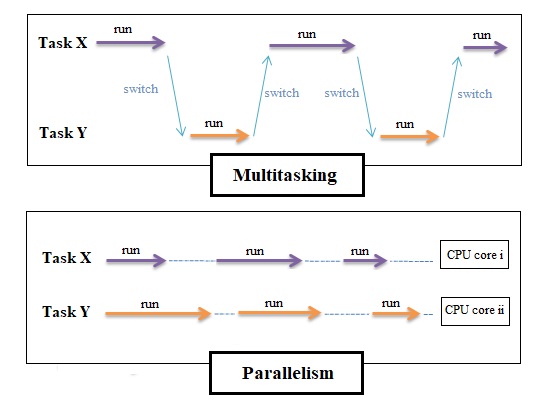 run
run
run
Task X
switch
switch
switch
switch
run
run
Task Y
Multitasking
run
run
run
Task X
CPU core i
run
run
run
Task Y
CPU core ii
Parallelism